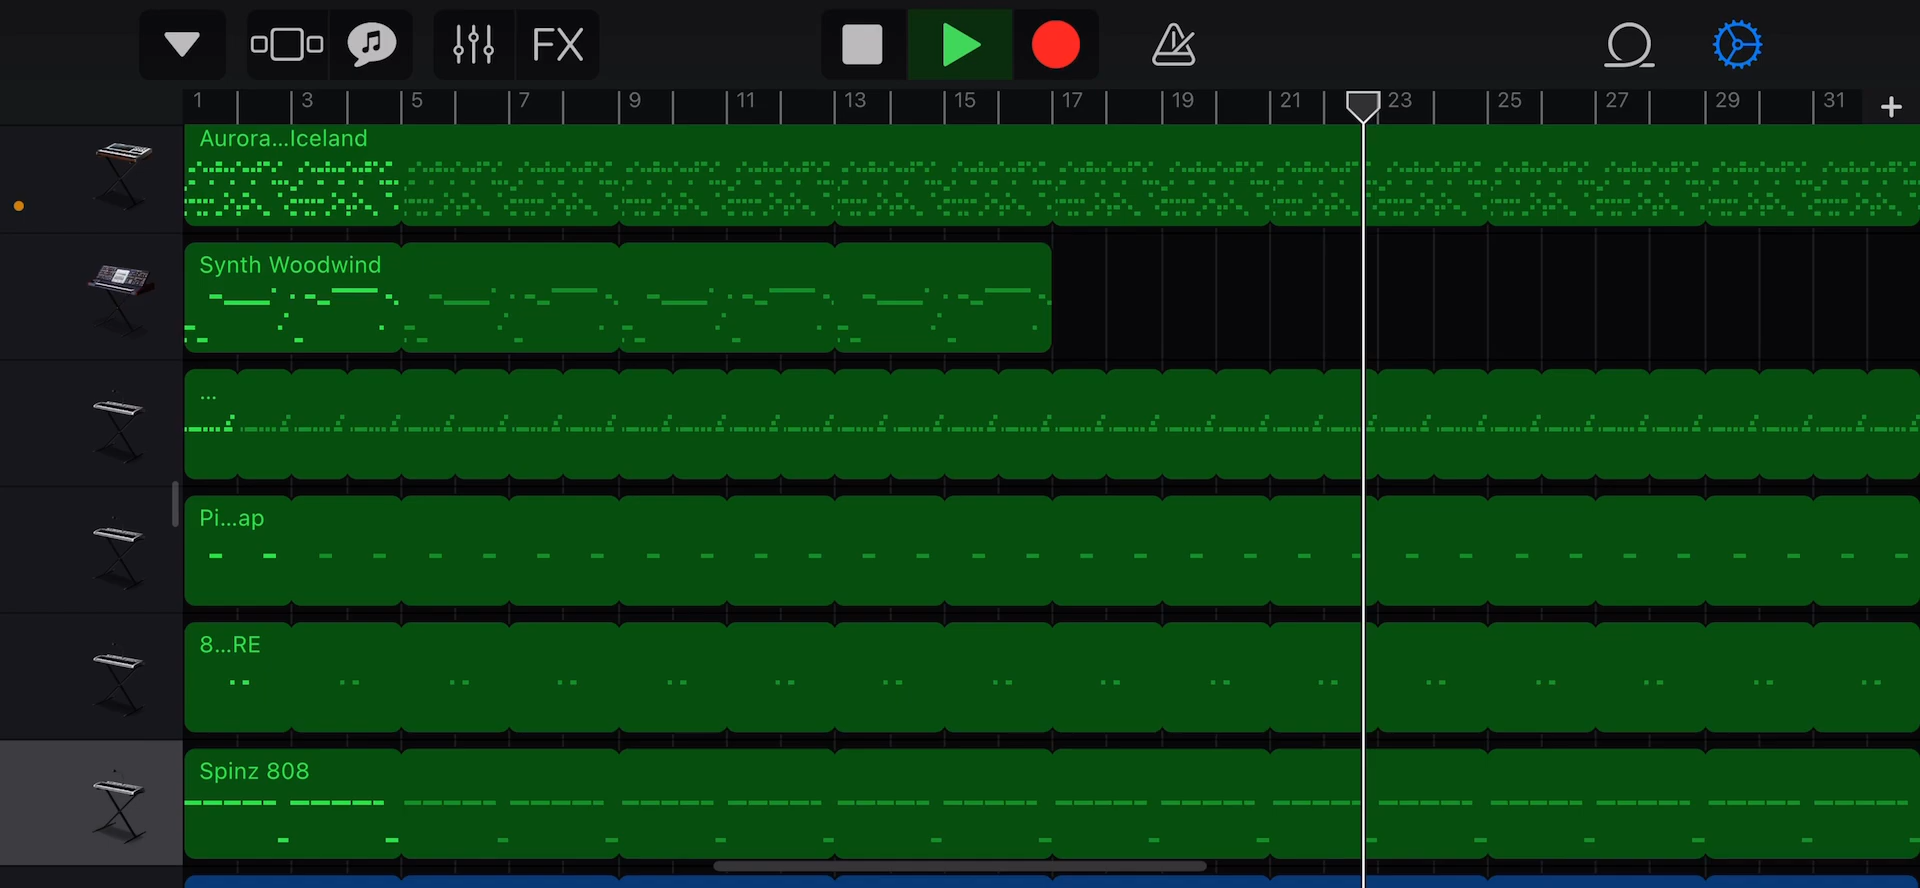 FX
1 3 5 7 9 11 13 15 17 19 21 23 25 27 29 31 +
Aurora...Iceland
Synth Woodwind
...
Pi...ap
8...RE
Spinz 808